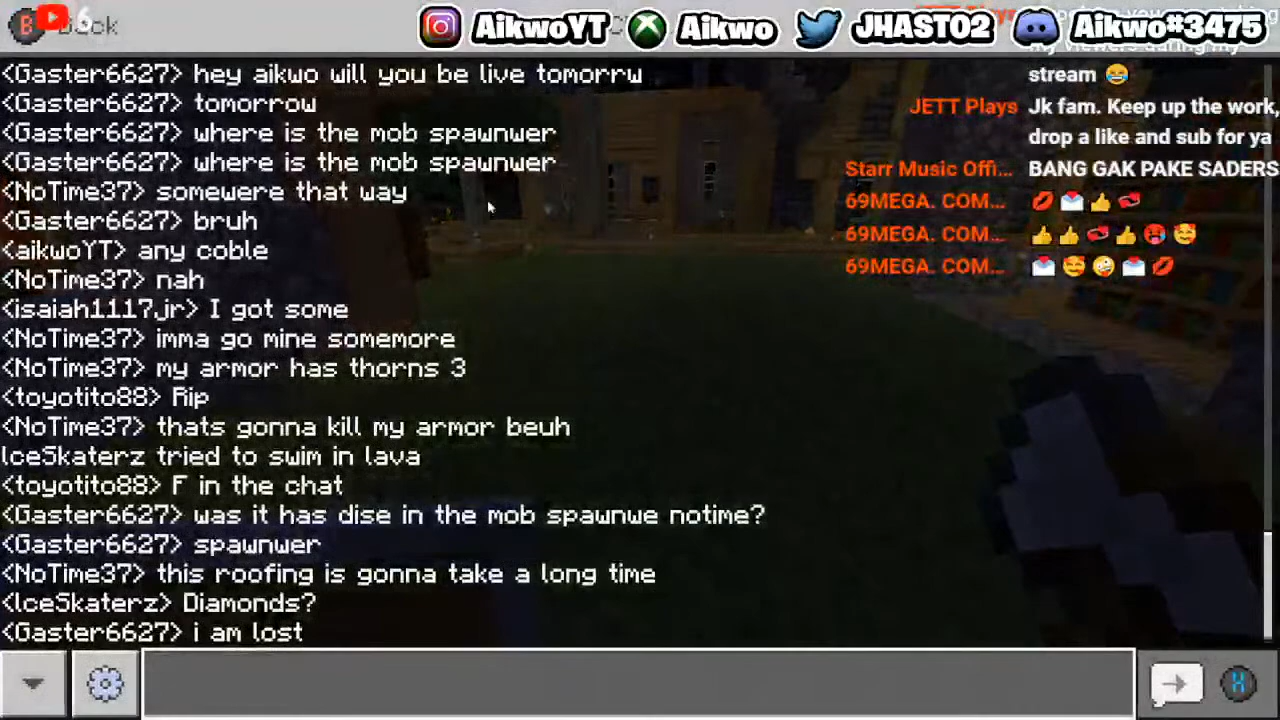 B
6
AikwoYT
Aikwo
JHAST02
Aikwo#3475
<Gaster6627> hey aikwo will you be live tomorrw
<Gaster6627> tomorrow
<Gaster6627> where is the mob spawnwer
<Gaster6627> where is the mob spawnwer
<NoTime37> somewere that way
<Gaster6627> bruh
<aikwoYT> any coble
<NoTime37> nah
<isaiah1117jr> I got some
<NoTime37> imma go mine somemore
<NoTime37> my armor has thorns 3
<toyotito88> Rip
<NoTime37> thats gonna kill my armor beuh
IceSkaterz tried to swim in lava
<toyotito88> F in the chat
<Gaster6627> was it has dise in the mob spawnwe notime?
<Gaster6627> spawnwer
<NoTime37> this roofing is gonna take a long time
<IceSkaterz> Diamonds?
<Gaster6627> i am lost
my viewers during my
stream 😂
JETT Plays Jk fam. Keep up the work,
drop a like and sub for ya
Starr Music Offi... BANG GAK PAKE SADERS
69MEGA. COM... 💋 💌 👍
69MEGA. COM... 👍👍 👍 🥵 🥰
69MEGA. COM... 💌 🥰 🤪 💌 💋
X